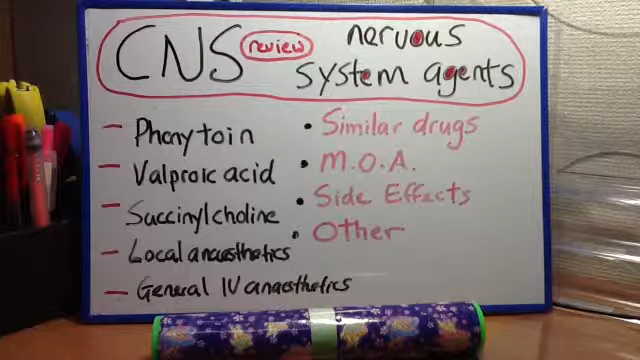 CNS review nervous
system agents
- Phenytoin
- Valproic acid
- Succinylcholine
- Local anaesthetics
- General IV anaesthetics
• Similar drugs
• M.O.A.
• Side Effects
• Other